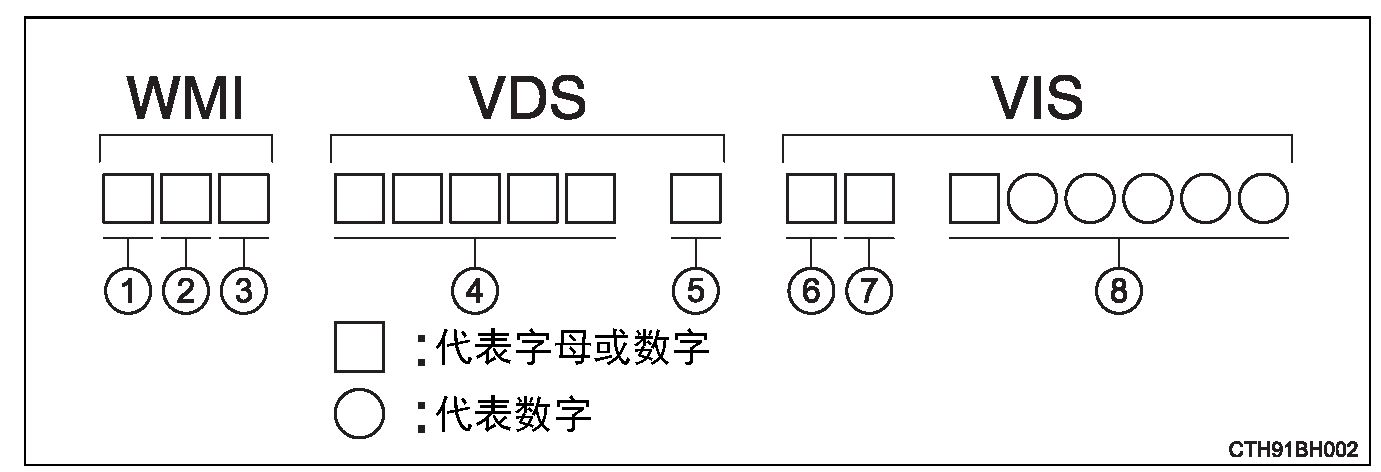 WMI VDS VIS
① ② ③ ④ ⑤ ⑥ ⑦ ⑧
:代表字母或数字
:代表数字
CTH91BH002